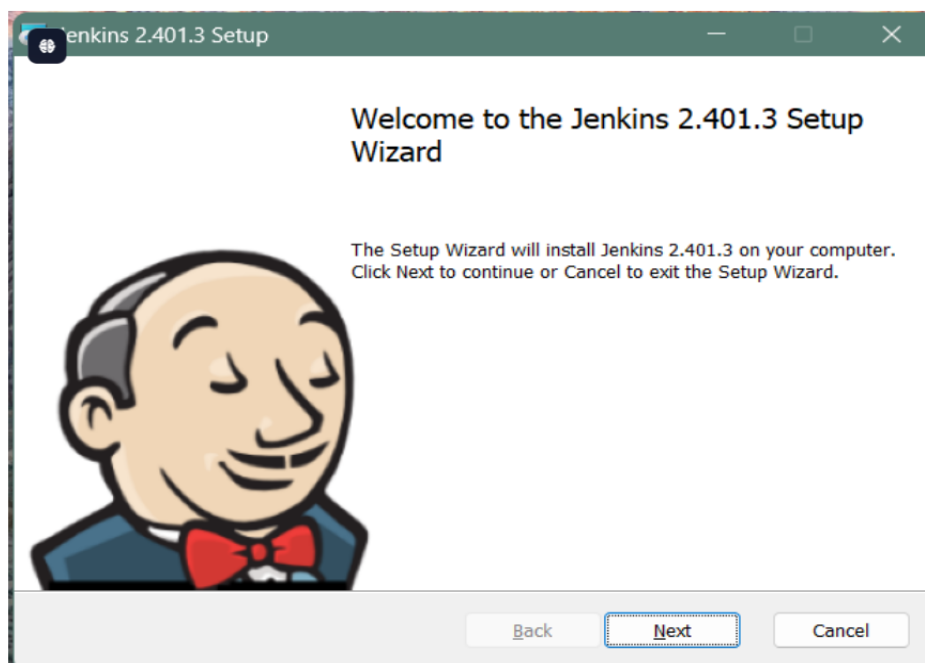 Jenkins 2.401.3 Setup
Welcome to the Jenkins 2.401.3 Setup
Wizard
The Setup Wizard will install Jenkins 2.401.3 on your computer.
Click Next to continue or Cancel to exit the Setup Wizard.
Back
Next
Cancel